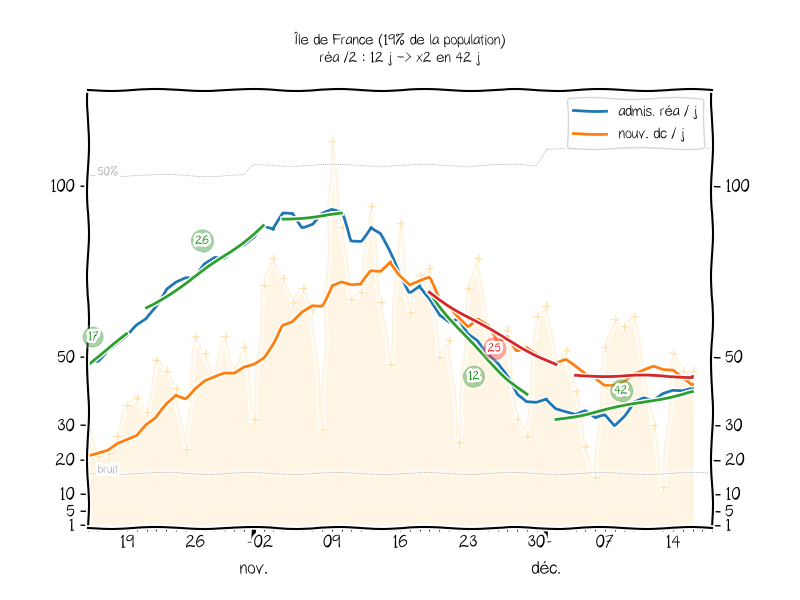 Île de France (19% de la population)
réa /2 : 12 j -> x2 en 42 j
admis. réa / j
nouv. dc / j
50%
100
100
26
17
50
50
25
12
42
30
30
20
20
bruit
10
10
5
5
1
1
19 26 02 09 16 23 30 07 14
nov. déc.